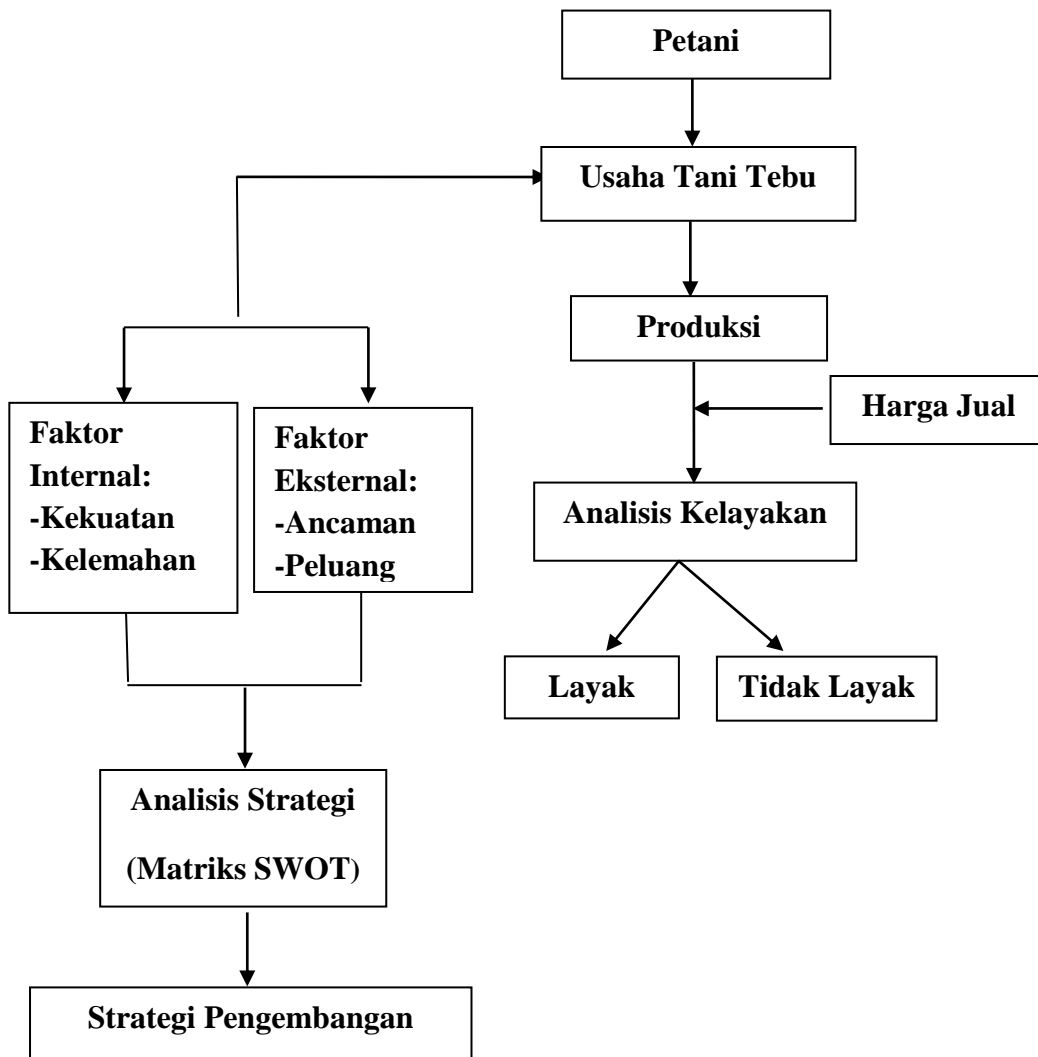 Petani
Usaha Tani Tebu
Produksi
Harga Jual
Faktor
Internal:
-Kekuatan
-Kelemahan
Faktor
Eksternal:
-Ancaman
-Peluang
Analisis Kelayakan
Layak
Tidak Layak
Analisis Strategi
(Matriks SWOT)
Strategi Pengembangan